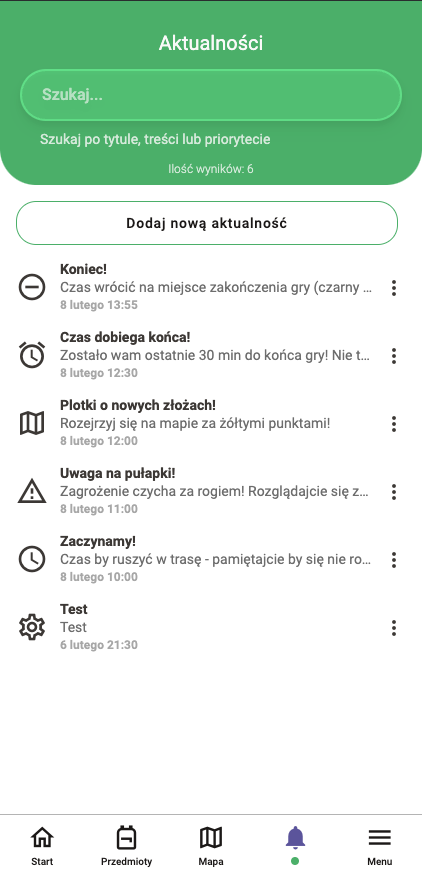 Aktualności
Szukaj...
Szukaj po tytule, treści lub priorytecie
Ilość wyników: 6
Dodaj nową aktualność
Koniec!
Czas wrócić na miejsce zakończenia gry (czarny ...
8 lutego 13:55
Czas dobiega końca!
Zostało wam ostatnie 30 min do końca gry! Nie t...
8 lutego 12:30
Plotki o nowych złożach!
Rozejrzyj się na mapie za żółtymi punktami!
8 lutego 12:00
Uwaga na pułapki!
Zagrożenie czycha za rogiem! Rozglądajcie się z...
8 lutego 11:00
Zaczynamy!
Czas by ruszyć w trasę - pamiętajcie by się nie ro...
8 lutego 10:00
Test
Test
6 lutego 21:30
Start Przedmioty Mapa Menu